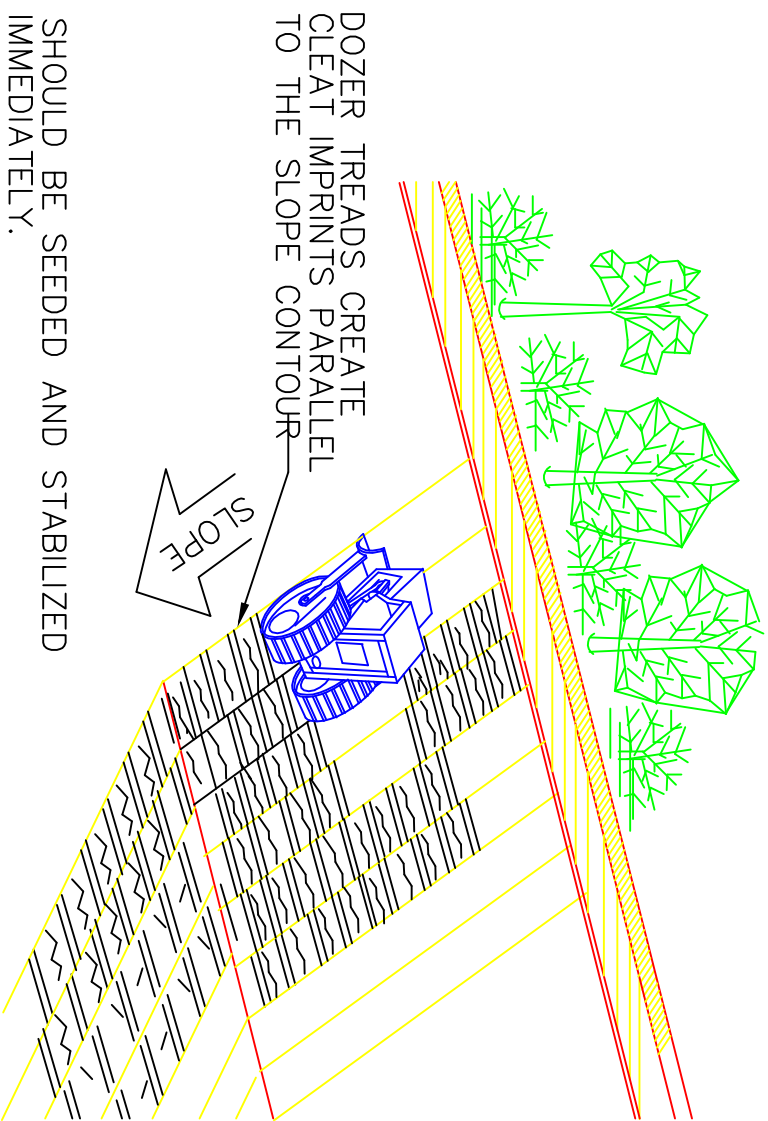 DOZER TREADS CREATE
CLEAT IMPRINTS PARALLEL
TO THE SLOPE CONTOUR
SLOPE
SHOULD BE SEEDED AND STABILIZED
IMMEDIATELY.